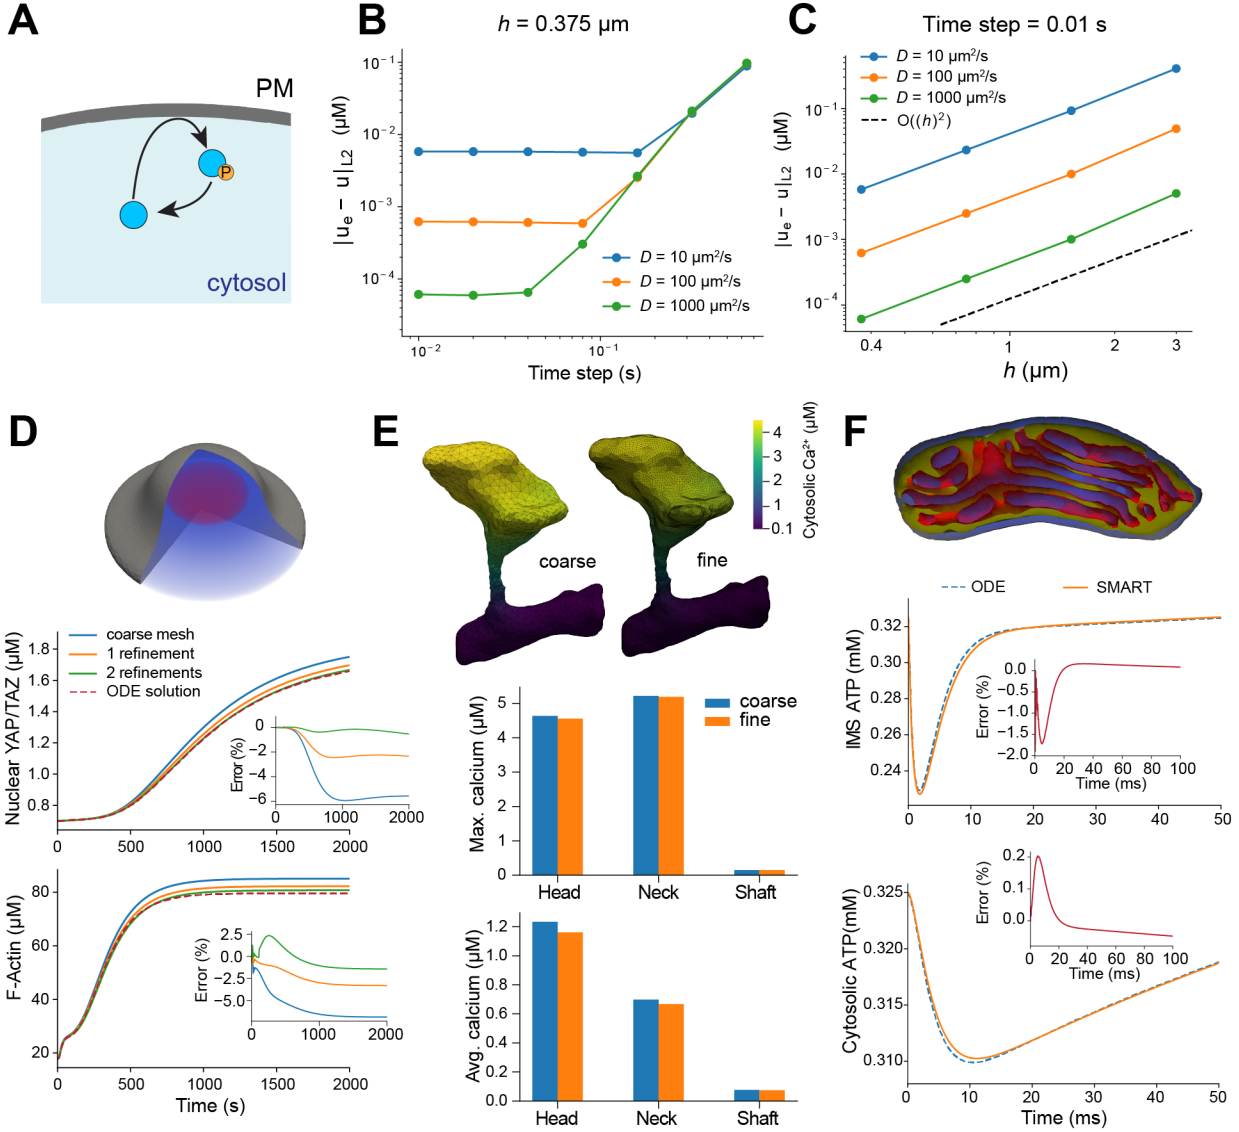 A
PM
P
cytosol
B
h = 0.375 μm
|uₑ − u|L2 (μM)
10⁻¹
10⁻²
10⁻³
10⁻⁴
D = 10 μm²/s
D = 100 μm²/s
D = 1000 μm²/s
10⁻² 10⁻¹
Time step (s)
C
Time step = 0.01 s
D = 10 μm²/s
D = 100 μm²/s
D = 1000 μm²/s
O((h)²)
|uₑ − u|L2 (μM)
10⁻¹
10⁻²
10⁻³
10⁻⁴
0.4 1 2 3
h (μm)
D
Nuclear YAP/TAZ (μM)
coarse mesh
1 refinement
2 refinements
ODE solution
1.8
1.6
1.4
1.2
1.0
0.8
0 500 1000 1500 2000
Error (%)
0
−2
−4
−6
0 1000 2000
F-Actin (μM)
80
60
40
20
0 500 1000 1500 2000
Time (s)
Error (%)
2.5
0
−2.5
−5.0
0 1000 2000
E
coarse
fine
Cytosolic Ca²⁺ (μM)
4
3
2
1
0.1
Max. calcium (μM)
5
4
3
2
1
0
coarse
fine
Head Neck Shaft
Avg. calcium (μM)
1.2
1.0
0.8
0.6
0.4
0.2
0.0
Head Neck Shaft
F
ODE SMART
IMS ATP (mM)
0.32
0.30
0.28
0.26
0.24
0 10 20 30 40 50
Error (%)
0.0
−0.5
−1.0
−1.5
−2.0
0 20 40 60 80 100
Time (ms)
Cytosolic ATP(mM)
0.325
0.320
0.315
0.310
0 10 20 30 40 50
Time (ms)
Error (%)
0.2
0.1
0.0
0 20 40 60 80 100
Time (ms)